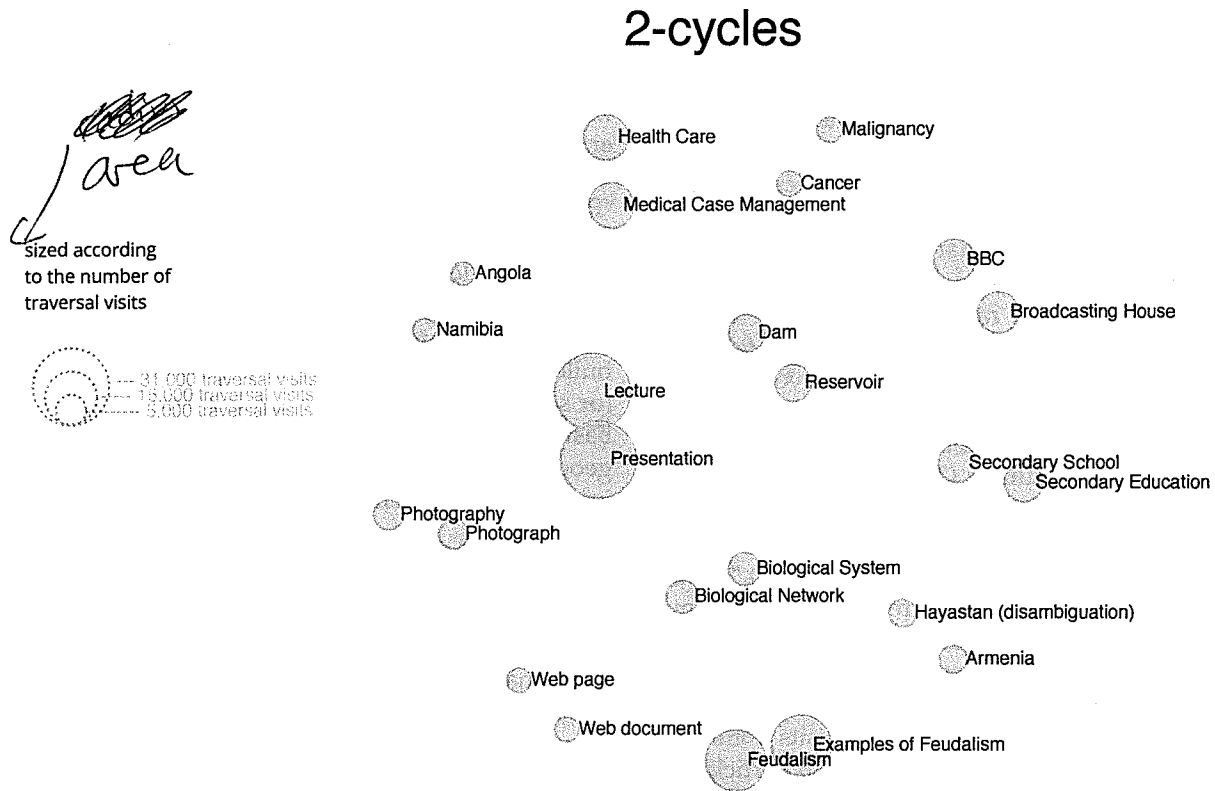 2-cycles
area
sized according
to the number of
traversal visits
31,000 traversal visits
16,000 traversal visits
5,000 traversal visits
Health Care
Malignancy
Cancer
Medical Case Management
BBC
Angola
Broadcasting House
Namibia
Dam
Lecture
Reservoir
Presentation
Secondary School
Secondary Education
Photography
Photograph
Biological System
Biological Network
Hayastan (disambiguation)
Armenia
Web page
Web document
Examples of Feudalism
Feudalism